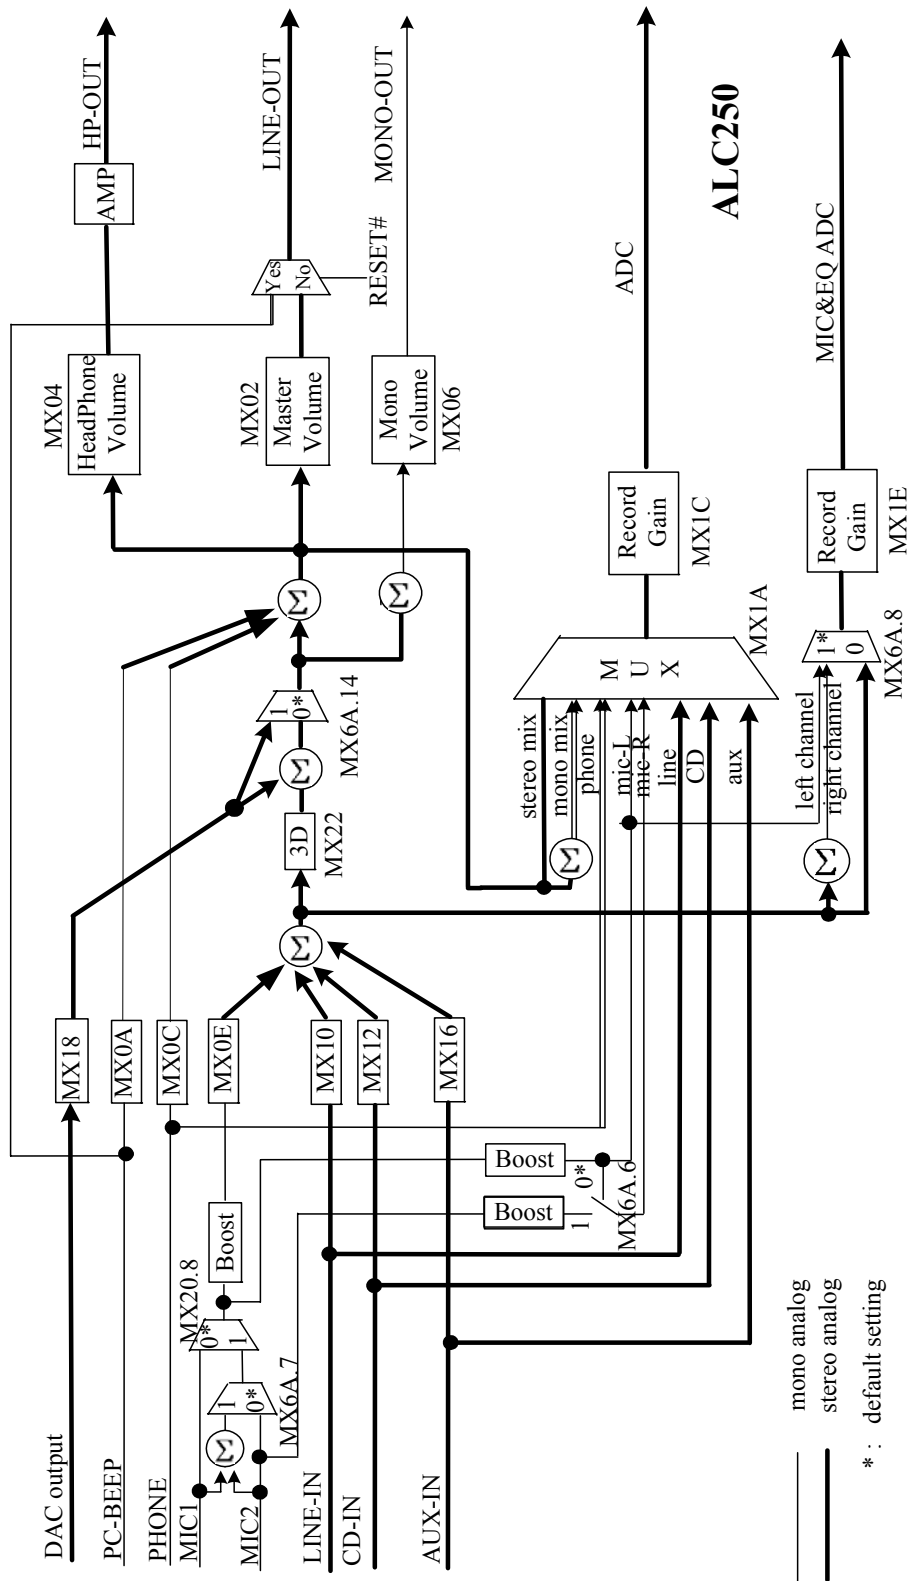 DAC output
PC-BEEP
PHONE
MIC1
MIC2
LINE-IN
CD-IN
AUX-IN
Σ
1
0*
MX6A.7
0*
1
MX20.8
Boost
MX18
MX0A
MX0C
MX0E
MX10
MX12
MX16
Boost
Boost
0*
1
MX6A.6
Σ
3D
MX22
Σ
1
0*
MX6A.14
Σ
Σ
MX04
HeadPhone
Volume
AMP
HP-OUT
MX02
Master
Volume
Yes
No
RESET#
LINE-OUT
Mono
Volume
MX06
MONO-OUT
Σ
stereo mix
mono mix
phone
mic-L
mic-R
line
CD
aux
M
U
X
MX1A
Record
Gain
MX1C
ADC
Σ
left channel
right channel
1*
0
MX6A.8
Record
Gain
MX1E
MIC&EQ ADC
ALC250
mono analog
stereo analog
* : default setting